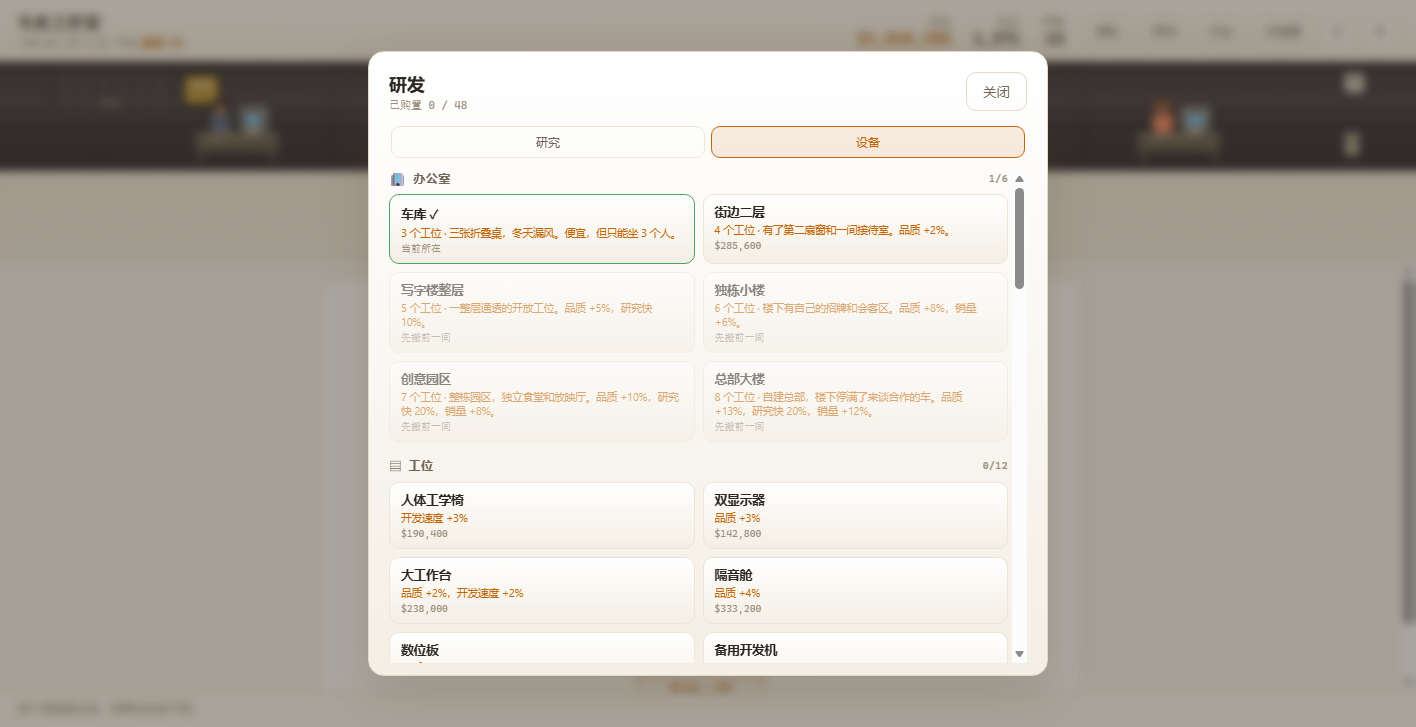 研发
已购置 0 / 48
关闭
研究
设备
办公室
1/6
车库 ✓
3 个工位 · 三张折叠桌，冬天漏风。便宜，但只能坐 3 个人。
当前所在
街边二层
4 个工位 · 有了第二扇窗和一间接待室。品质 +2%。
$285,600
写字楼整层
5 个工位 · 一整层通透的开放工位。品质 +5%，研究快
10%。
先搬前一间
独栋小楼
6 个工位 · 楼下有自己的招牌和会客区。品质 +8%，销量
+6%。
先搬前一间
创意园区
7 个工位 · 整栋园区，独立食堂和放映厅。品质 +10%，研究
快 20%，销量 +8%。
先搬前一间
总部大楼
8 个工位 · 自建总部，楼下停满了来谈合作的车。品质
+13%，研究快 20%，销量 +12%。
先搬前一间
工位
0/12
人体工学椅
开发速度 +3%
$190,400
双显示器
品质 +3%
$142,800
大工作台
品质 +2%，开发速度 +2%
$238,000
隔音舱
品质 +4%
$333,200
数位板
备用开发机